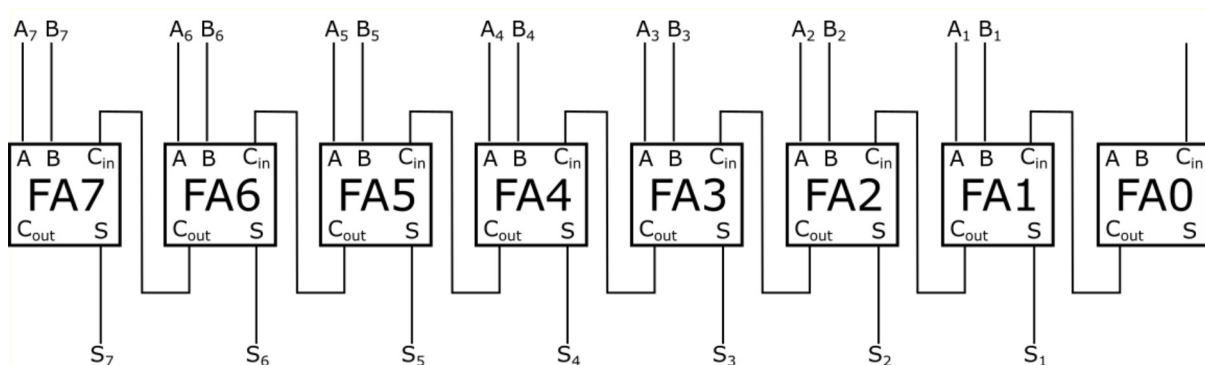 A₇ B₇ A₆ B₆ A₅ B₅ A₄ B₄ A₃ B₃ A₂ B₂ A₁ B₁
A B Cᵢₙ A B Cᵢₙ A B Cᵢₙ A B Cᵢₙ A B Cᵢₙ A B Cᵢₙ A B Cᵢₙ A B Cᵢₙ
FA7 FA6 FA5 FA4 FA3 FA2 FA1 FA0
Cₒᵤₜ S Cₒᵤₜ S Cₒᵤₜ S Cₒᵤₜ S Cₒᵤₜ S Cₒᵤₜ S Cₒᵤₜ S Cₒᵤₜ S
S₇ S₆ S₅ S₄ S₃ S₂ S₁